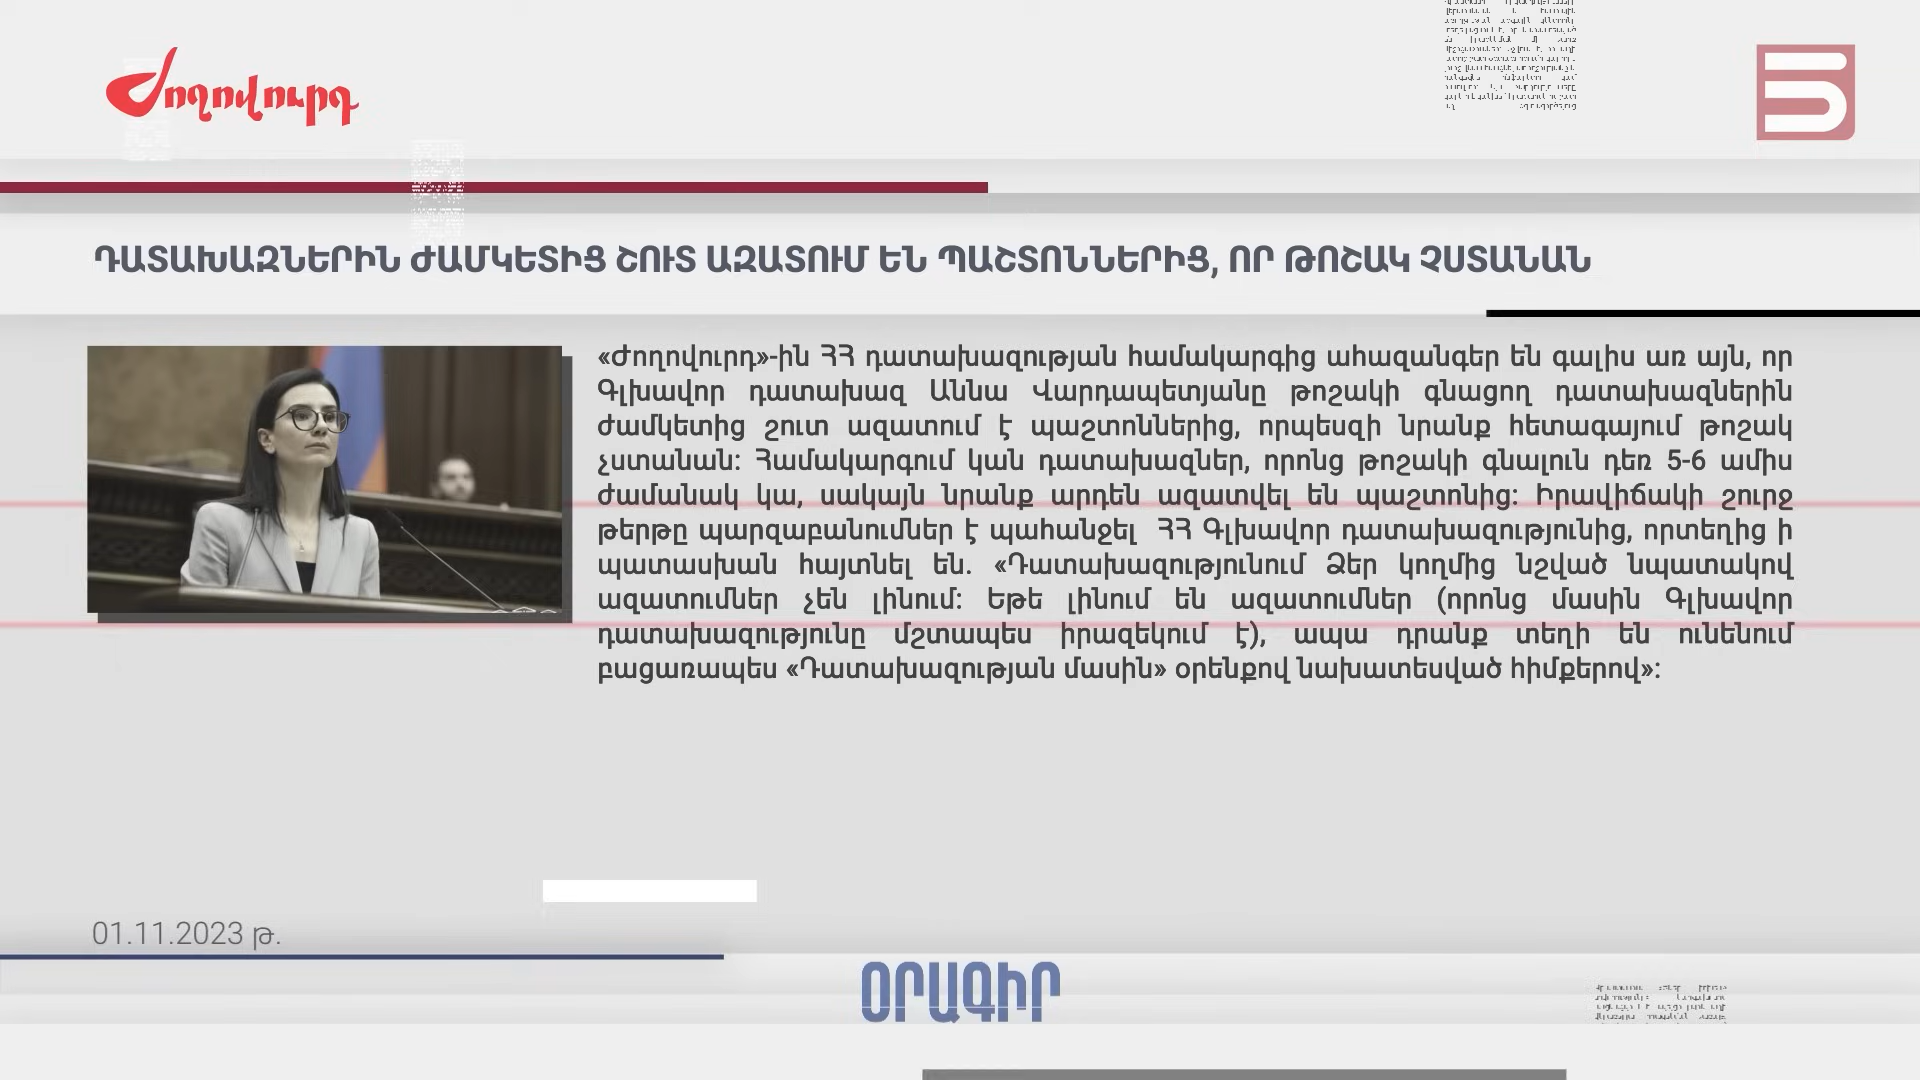 Ժողովուրդ
5
ԴԱՏԱԽԱԶՆԵՐԻՆ ԺԱՄԿԵՏԻՑ ՇՈՒՏ ԱԶԱՏՈՒՄ ԵՆ ՊԱՇՏՈՆՆԵՐԻՑ, ՈՐ ԹՈՇԱԿ ՉՍՏԱՆԱՆ
«Ժողովուրդ»-ին ՀՀ դատախազության համակարգից ահազանգեր են գալիս առ այն, որ
Գլխավոր դատախազ Աննա Վարդապետյանը թոշակի գնացող դատախազներին
ժամկետից շուտ ազատում է պաշտոններից, որպեսզի նրանք հետագայում թոշակ
չստանան: Համակարգում կան դատախազներ, որոնց թոշակի գնալուն դեռ 5-6 ամիս
ժամանակ կա, սակայն նրանք արդեն ազատվել են պաշտոնից: Իրավիճակի շուրջ
թերթը պարզաբանումներ է պահանջել ՀՀ Գլխավոր դատախազությունից, որտեղից ի
պատասխան հայտնել են. «Դատախազությունում Ձեր կողմից նշված նպատակով
ազատումներ չեն լինում: Եթե լինում են ազատումներ (որոնց մասին Գլխավոր
դատախազությունը մշտապես իրազեկում է), ապա դրանք տեղի են ունենում
բացառապես «Դատախազության մասին» օրենքով նախատեսված հիմքերով»:
01.11.2023 թ.
ՕՐԱԳԻՐ